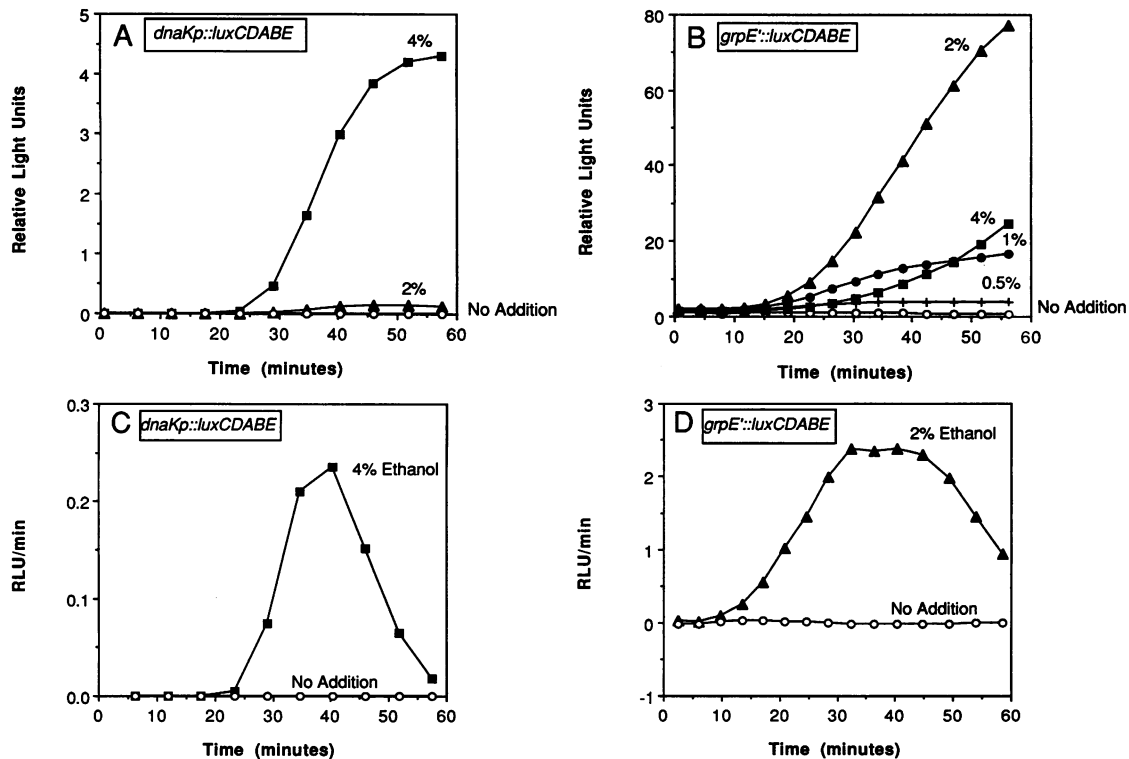 A
dnaKp::luxCDABE
4%
2%
No Addition
5
4
3
2
1
0
0 10 20 30 40 50 60
Relative Light Units
Time (minutes)
B
grpE'::luxCDABE
2%
4%
1%
0.5%
No Addition
80
60
40
20
0
0 10 20 30 40 50 60
Relative Light Units
Time (minutes)
C
dnaKp::luxCDABE
4% Ethanol
No Addition
0.3
0.2
0.1
0.0
0 10 20 30 40 50 60
RLU/min
Time (minutes)
D
grpE'::luxCDABE
2% Ethanol
No Addition
3
2
1
0
-1
0 10 20 30 40 50 60
RLU/min
Time (minutes)